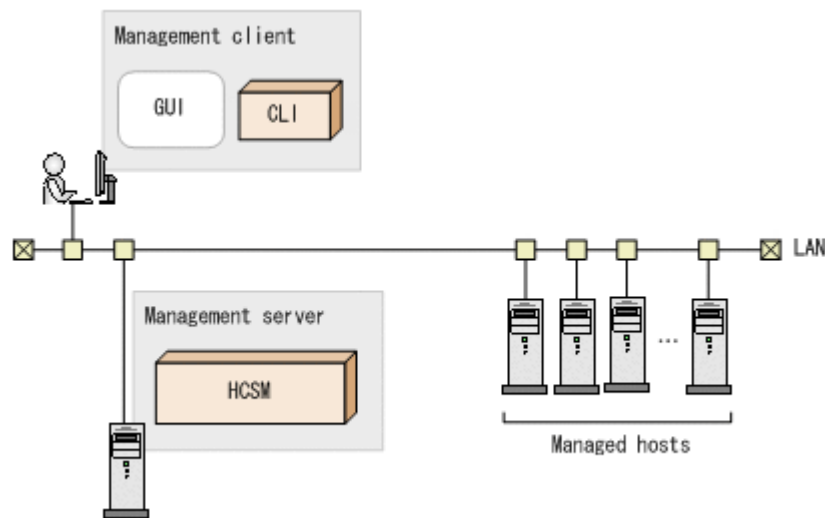 Management client
GUI
CLI
LAN
Management server
HCSM
...
Managed hosts